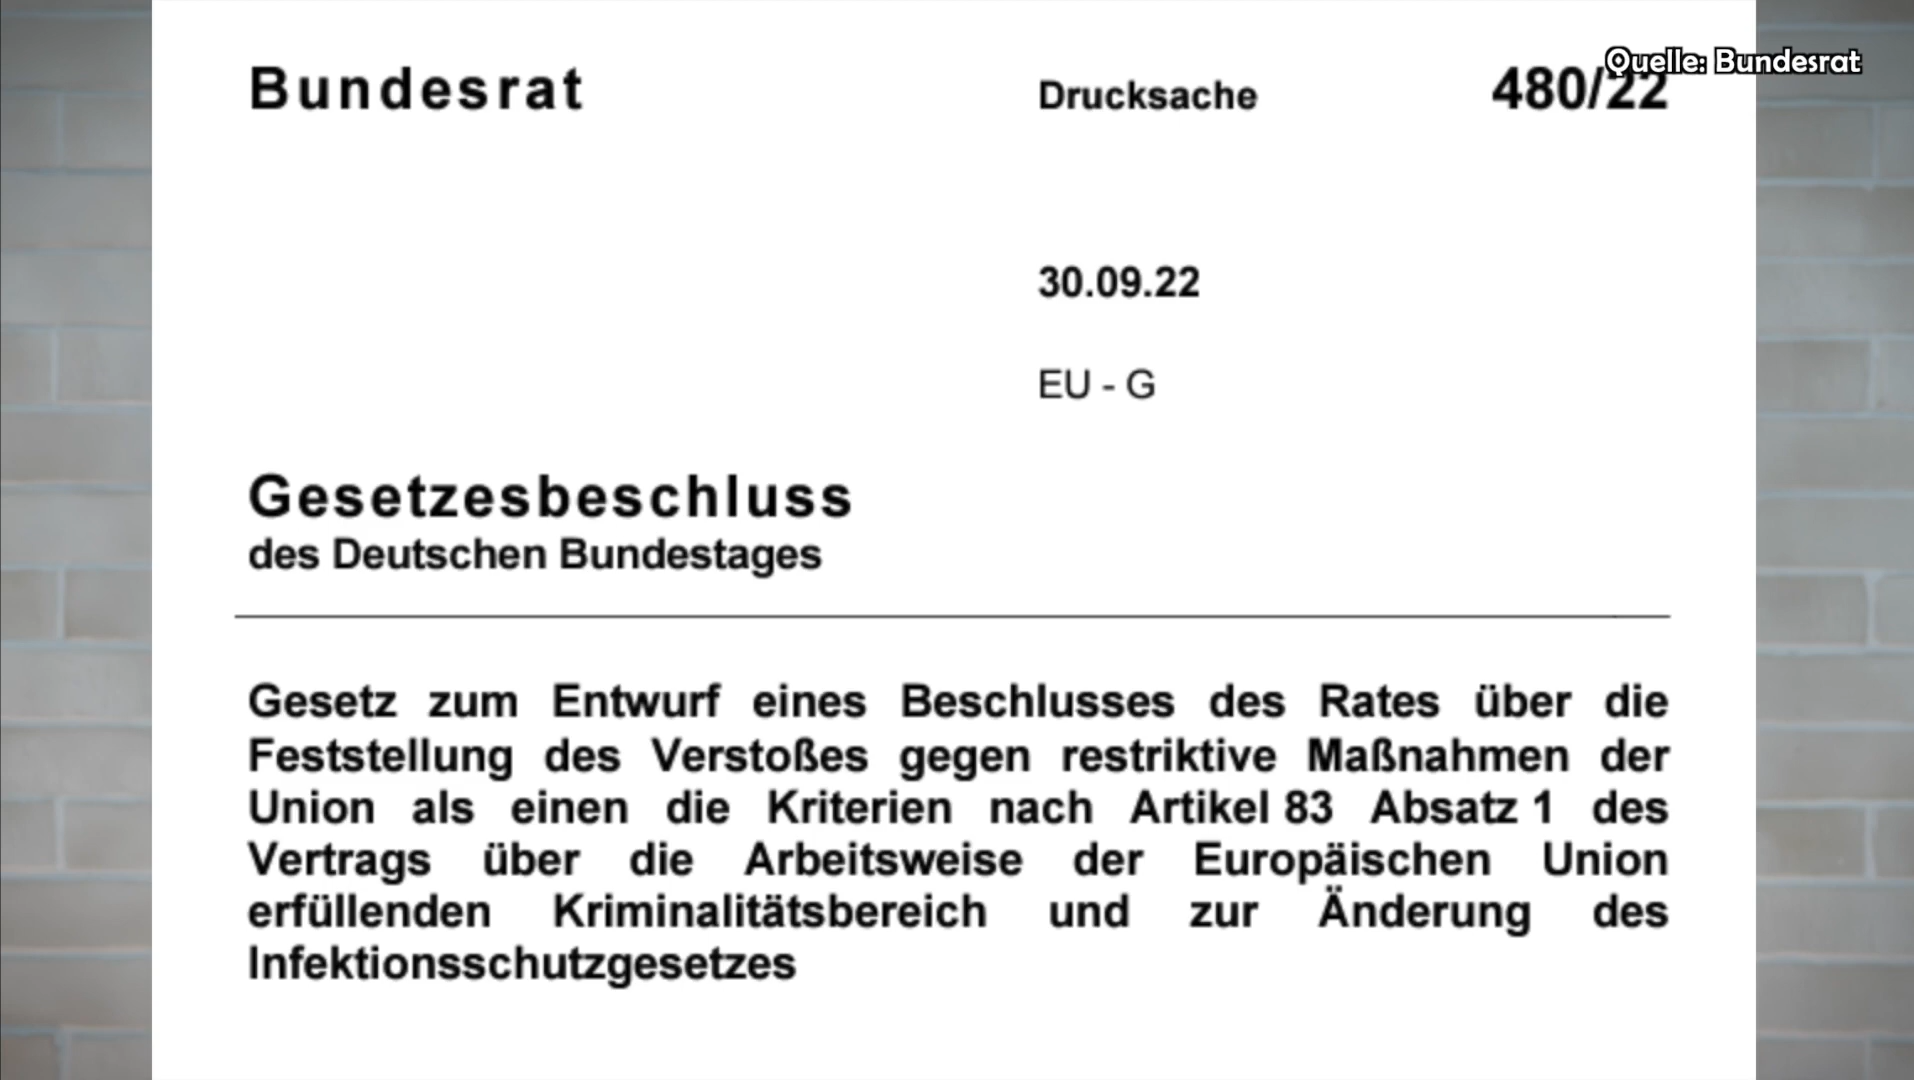 Quelle: Bundesrat
Bundesrat Drucksache 480/22
30.09.22
EU - G
Gesetzesbeschluss
des Deutschen Bundestages
Gesetz zum Entwurf eines Beschlusses des Rates über die
Feststellung des Verstoßes gegen restriktive Maßnahmen der
Union als einen die Kriterien nach Artikel 83 Absatz 1 des
Vertrags über die Arbeitsweise der Europäischen Union
erfüllenden Kriminalitätsbereich und zur Änderung des
Infektionsschutzgesetzes